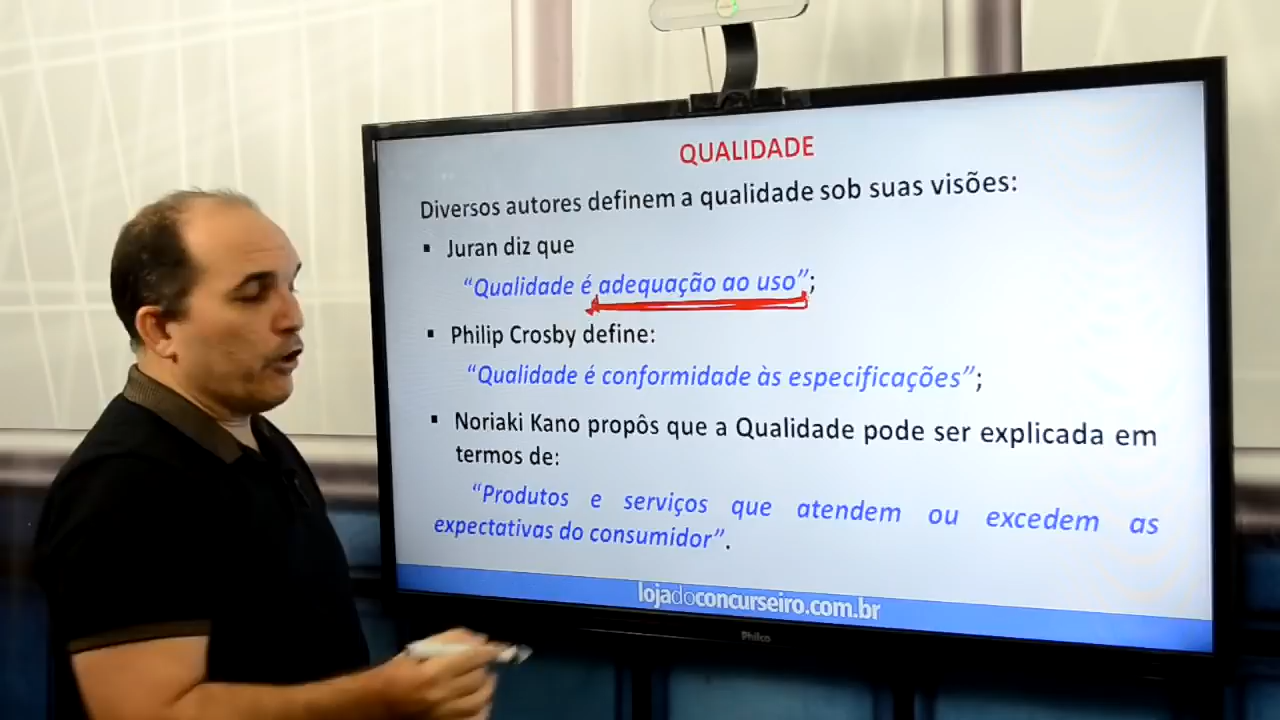 QUALIDADE
Diversos autores definem a qualidade sob suas visões:
▪ Juran diz que
“Qualidade é adequação ao uso”;
▪ Philip Crosby define:
“Qualidade é conformidade às especificações”;
▪ Noriaki Kano propôs que a Qualidade pode ser explicada em
termos de:
“Produtos e serviços que atendem ou excedem as
expectativas do consumidor”.
lojadoconcurseiro.com.br
Philco